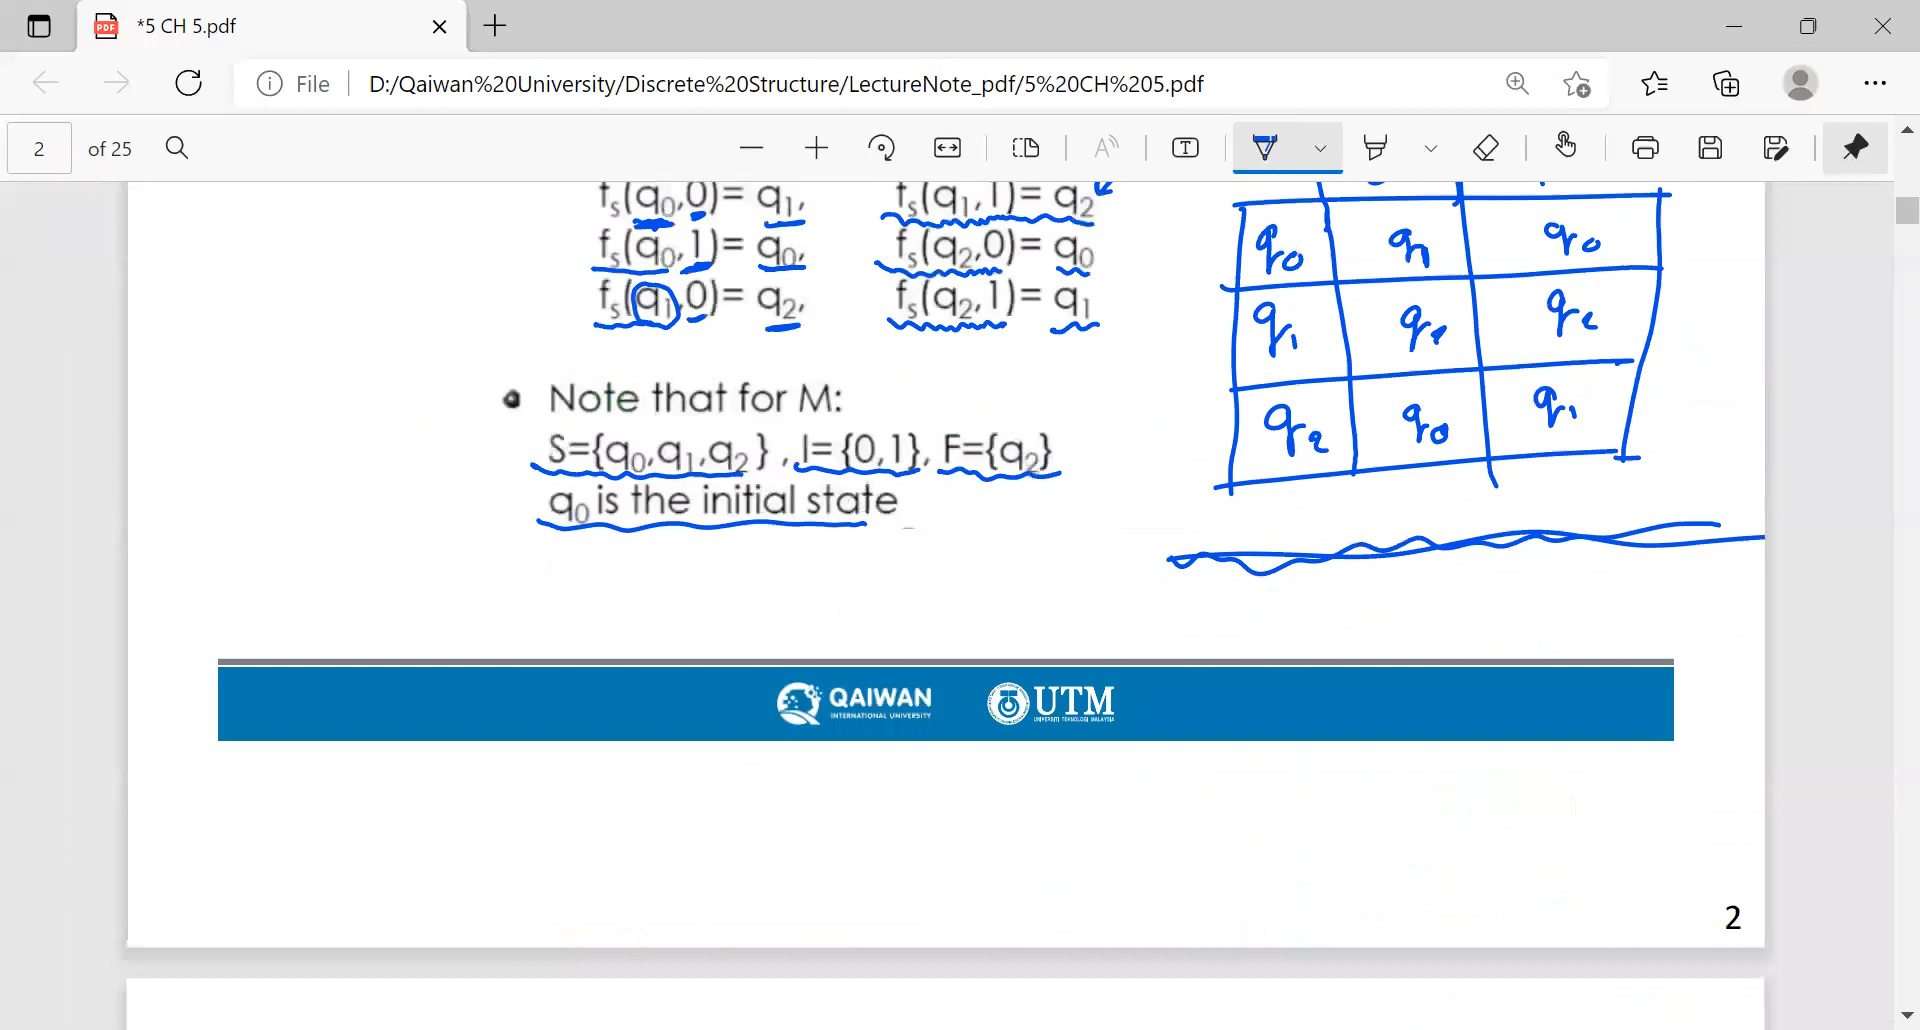 *5 CH 5.pdf
File
D:/Qaiwan%20University/Discrete%20Structure/LectureNote_pdf/5%20CH%205.pdf
2 of 25
fₛ(q₀,0)= q₁,
fₛ(q₁,1)= q₂
fₛ(q₀,1)= q₀,
fₛ(q₂,0)= q₀
fₛ(q₁,0)= q₂,
fₛ(q₂,1)= q₁
q₀ q₁ q₀
q₁ q₂ q₂
q₂ q₀ q₁
Note that for M:
S={q₀,q₁,q₂} , I={0,1}, F={q₂}
q₀ is the initial state
QAIWAN
INTERNATIONAL UNIVERSITY
UTM
UNIVERSITI TEKNOLOGI MALAYSIA
2